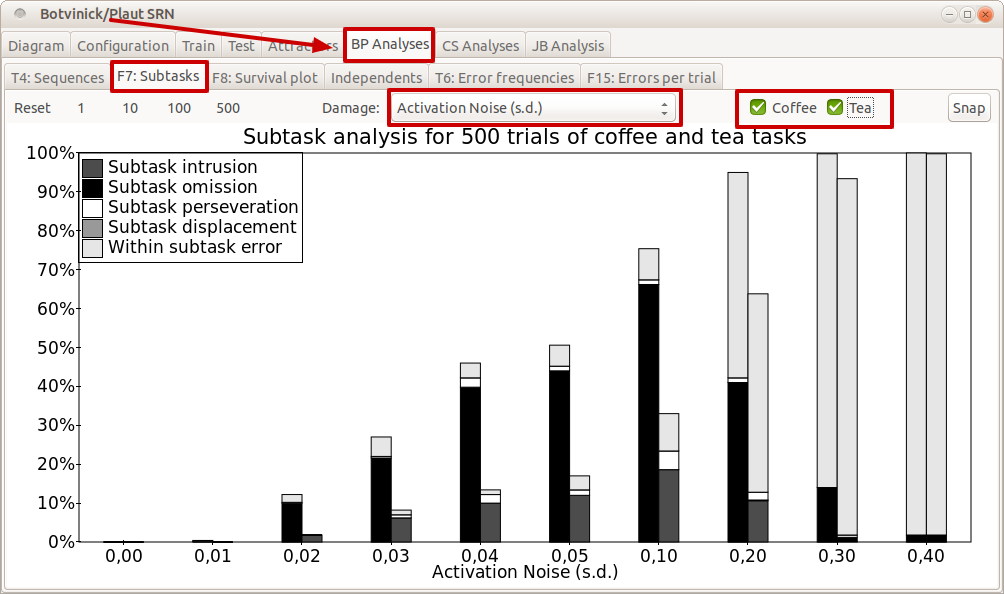 Botvinick/Plaut SRN
Diagram Configuration Train Test Attractors BP Analyses CS Analyses JB Analysis
T4: Sequences F7: Subtasks F8: Survival plot Independents T6: Error frequencies F15: Errors per trial
Reset 1 10 100 500 Damage: Activation Noise (s.d.) Coffee Tea Snap
Subtask analysis for 500 trials of coffee and tea tasks
100%
90%
80%
70%
60%
50%
40%
30%
20%
10%
0%
Subtask intrusion
Subtask omission
Subtask perseveration
Subtask displacement
Within subtask error
0,00 0,01 0,02 0,03 0,04 0,05 0,10 0,20 0,30 0,40
Activation Noise (s.d.)